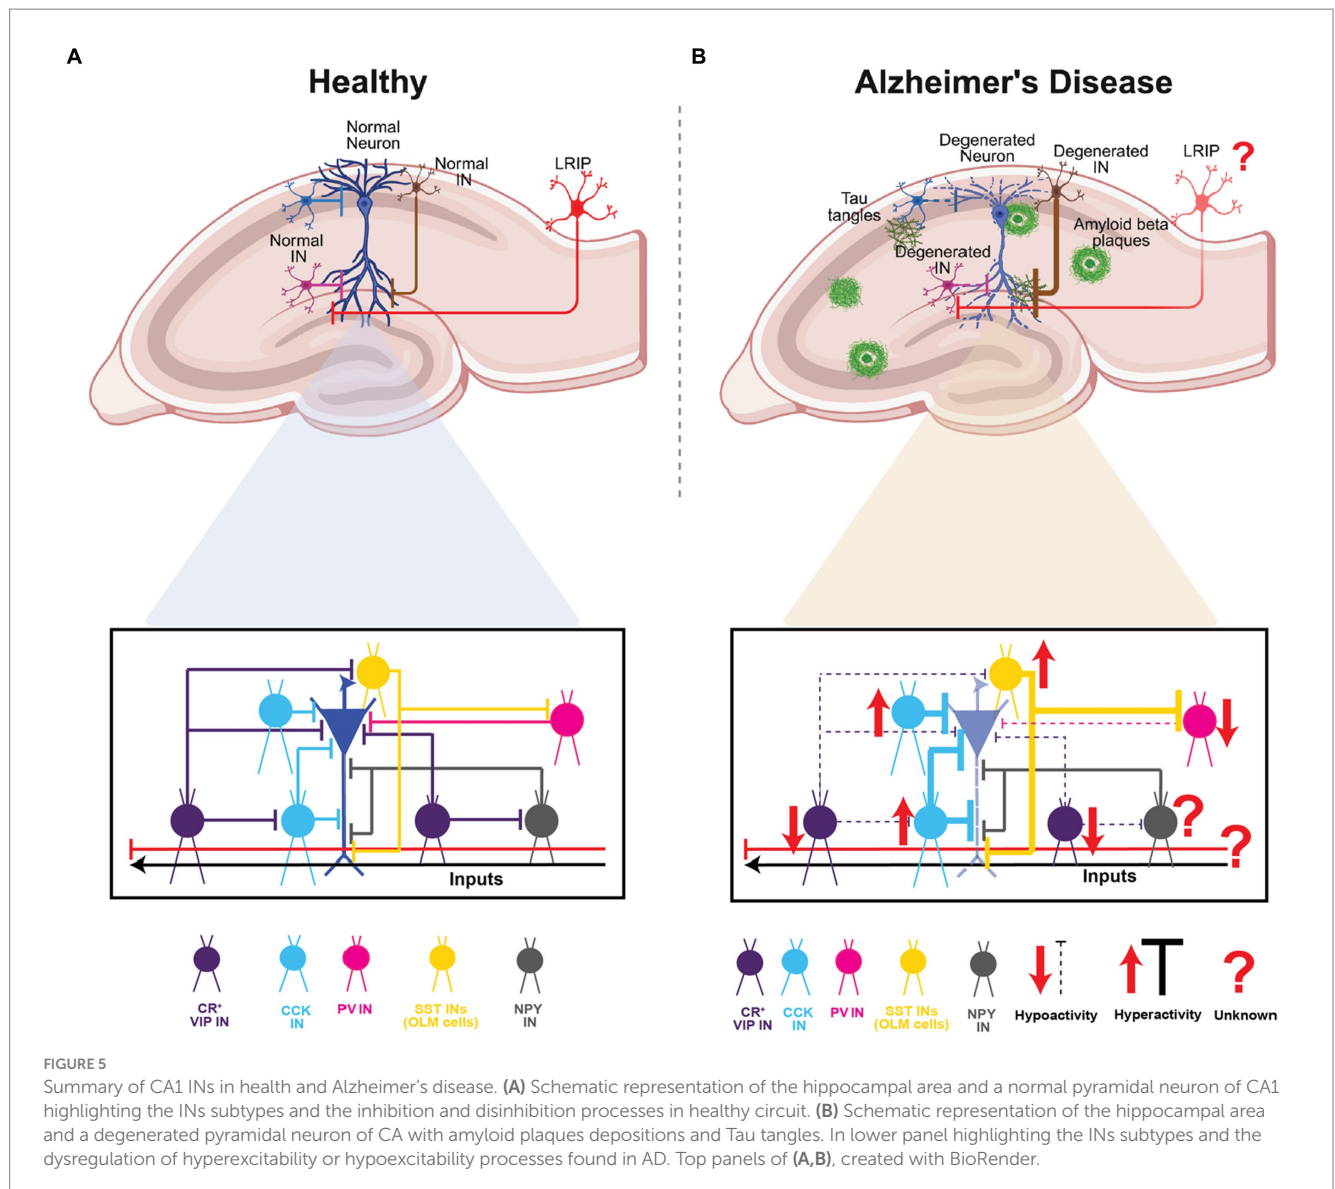 A
Healthy
Normal
Neuron
Normal
IN
LRIP
Normal
IN
B
Alzheimer's Disease
Degenerated
Neuron
Degenerated
IN
LRIP
?
Tau
tangles
Amyloid beta
plaques
Degenerated
IN
Inputs
?
?
Inputs
CR+
VIP IN
CCK
IN
PV IN
SST INs
(OLM cells)
NPY
IN
CR+
VIP IN
CCK
IN
PV IN
SST INs
(OLM cells)
NPY
IN
Hypoactivity
Hyperactivity
?
Unknown
FIGURE 5
Summary of CA1 INs in health and Alzheimer’s disease. (A) Schematic representation of the hippocampal area and a normal pyramidal neuron of CA1
highlighting the INs subtypes and the inhibition and disinhibition processes in healthy circuit. (B) Schematic representation of the hippocampal area
and a degenerated pyramidal neuron of CA with amyloid plaques depositions and Tau tangles. In lower panel highlighting the INs subtypes and the
dysregulation of hyperexcitability or hypoexcitability processes found in AD. Top panels of (A,B), created with BioRender.